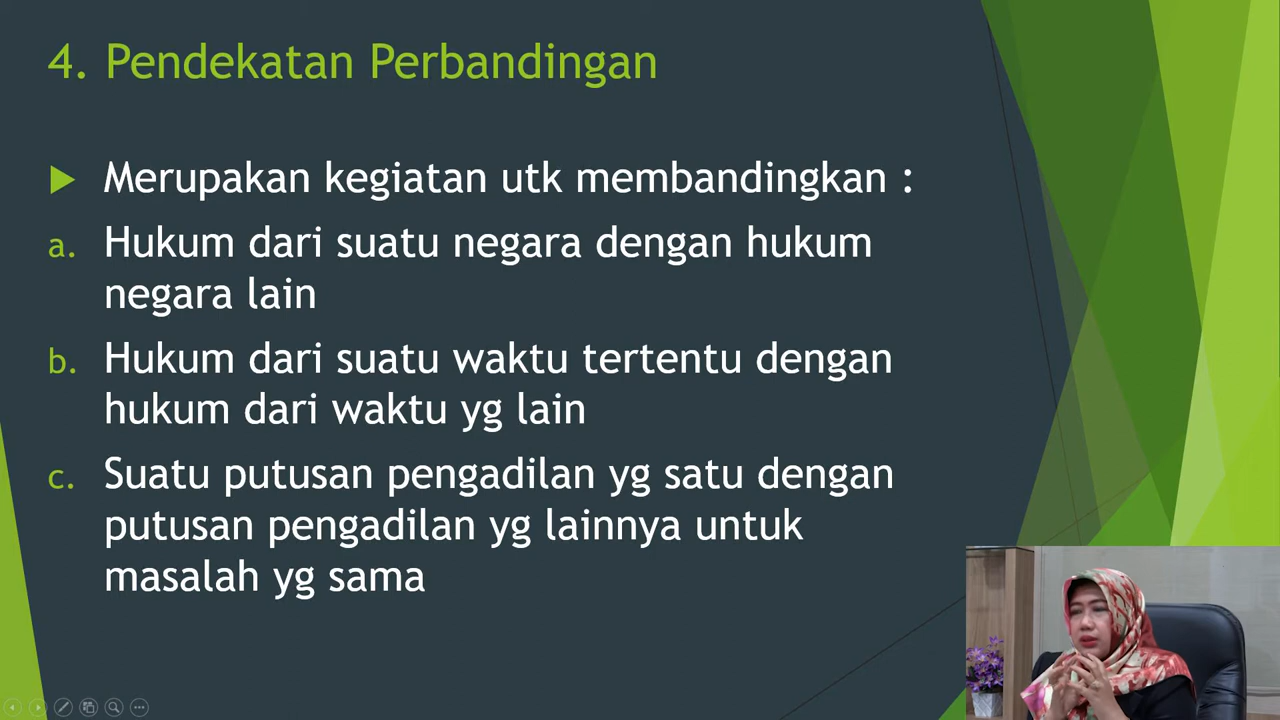 4. Pendekatan Perbandingan
Merupakan kegiatan utk membandingkan :
a. Hukum dari suatu negara dengan hukum
negara lain
b. Hukum dari suatu waktu tertentu dengan
hukum dari waktu yg lain
c. Suatu putusan pengadilan yg satu dengan
putusan pengadilan yg lainnya untuk
masalah yg sama